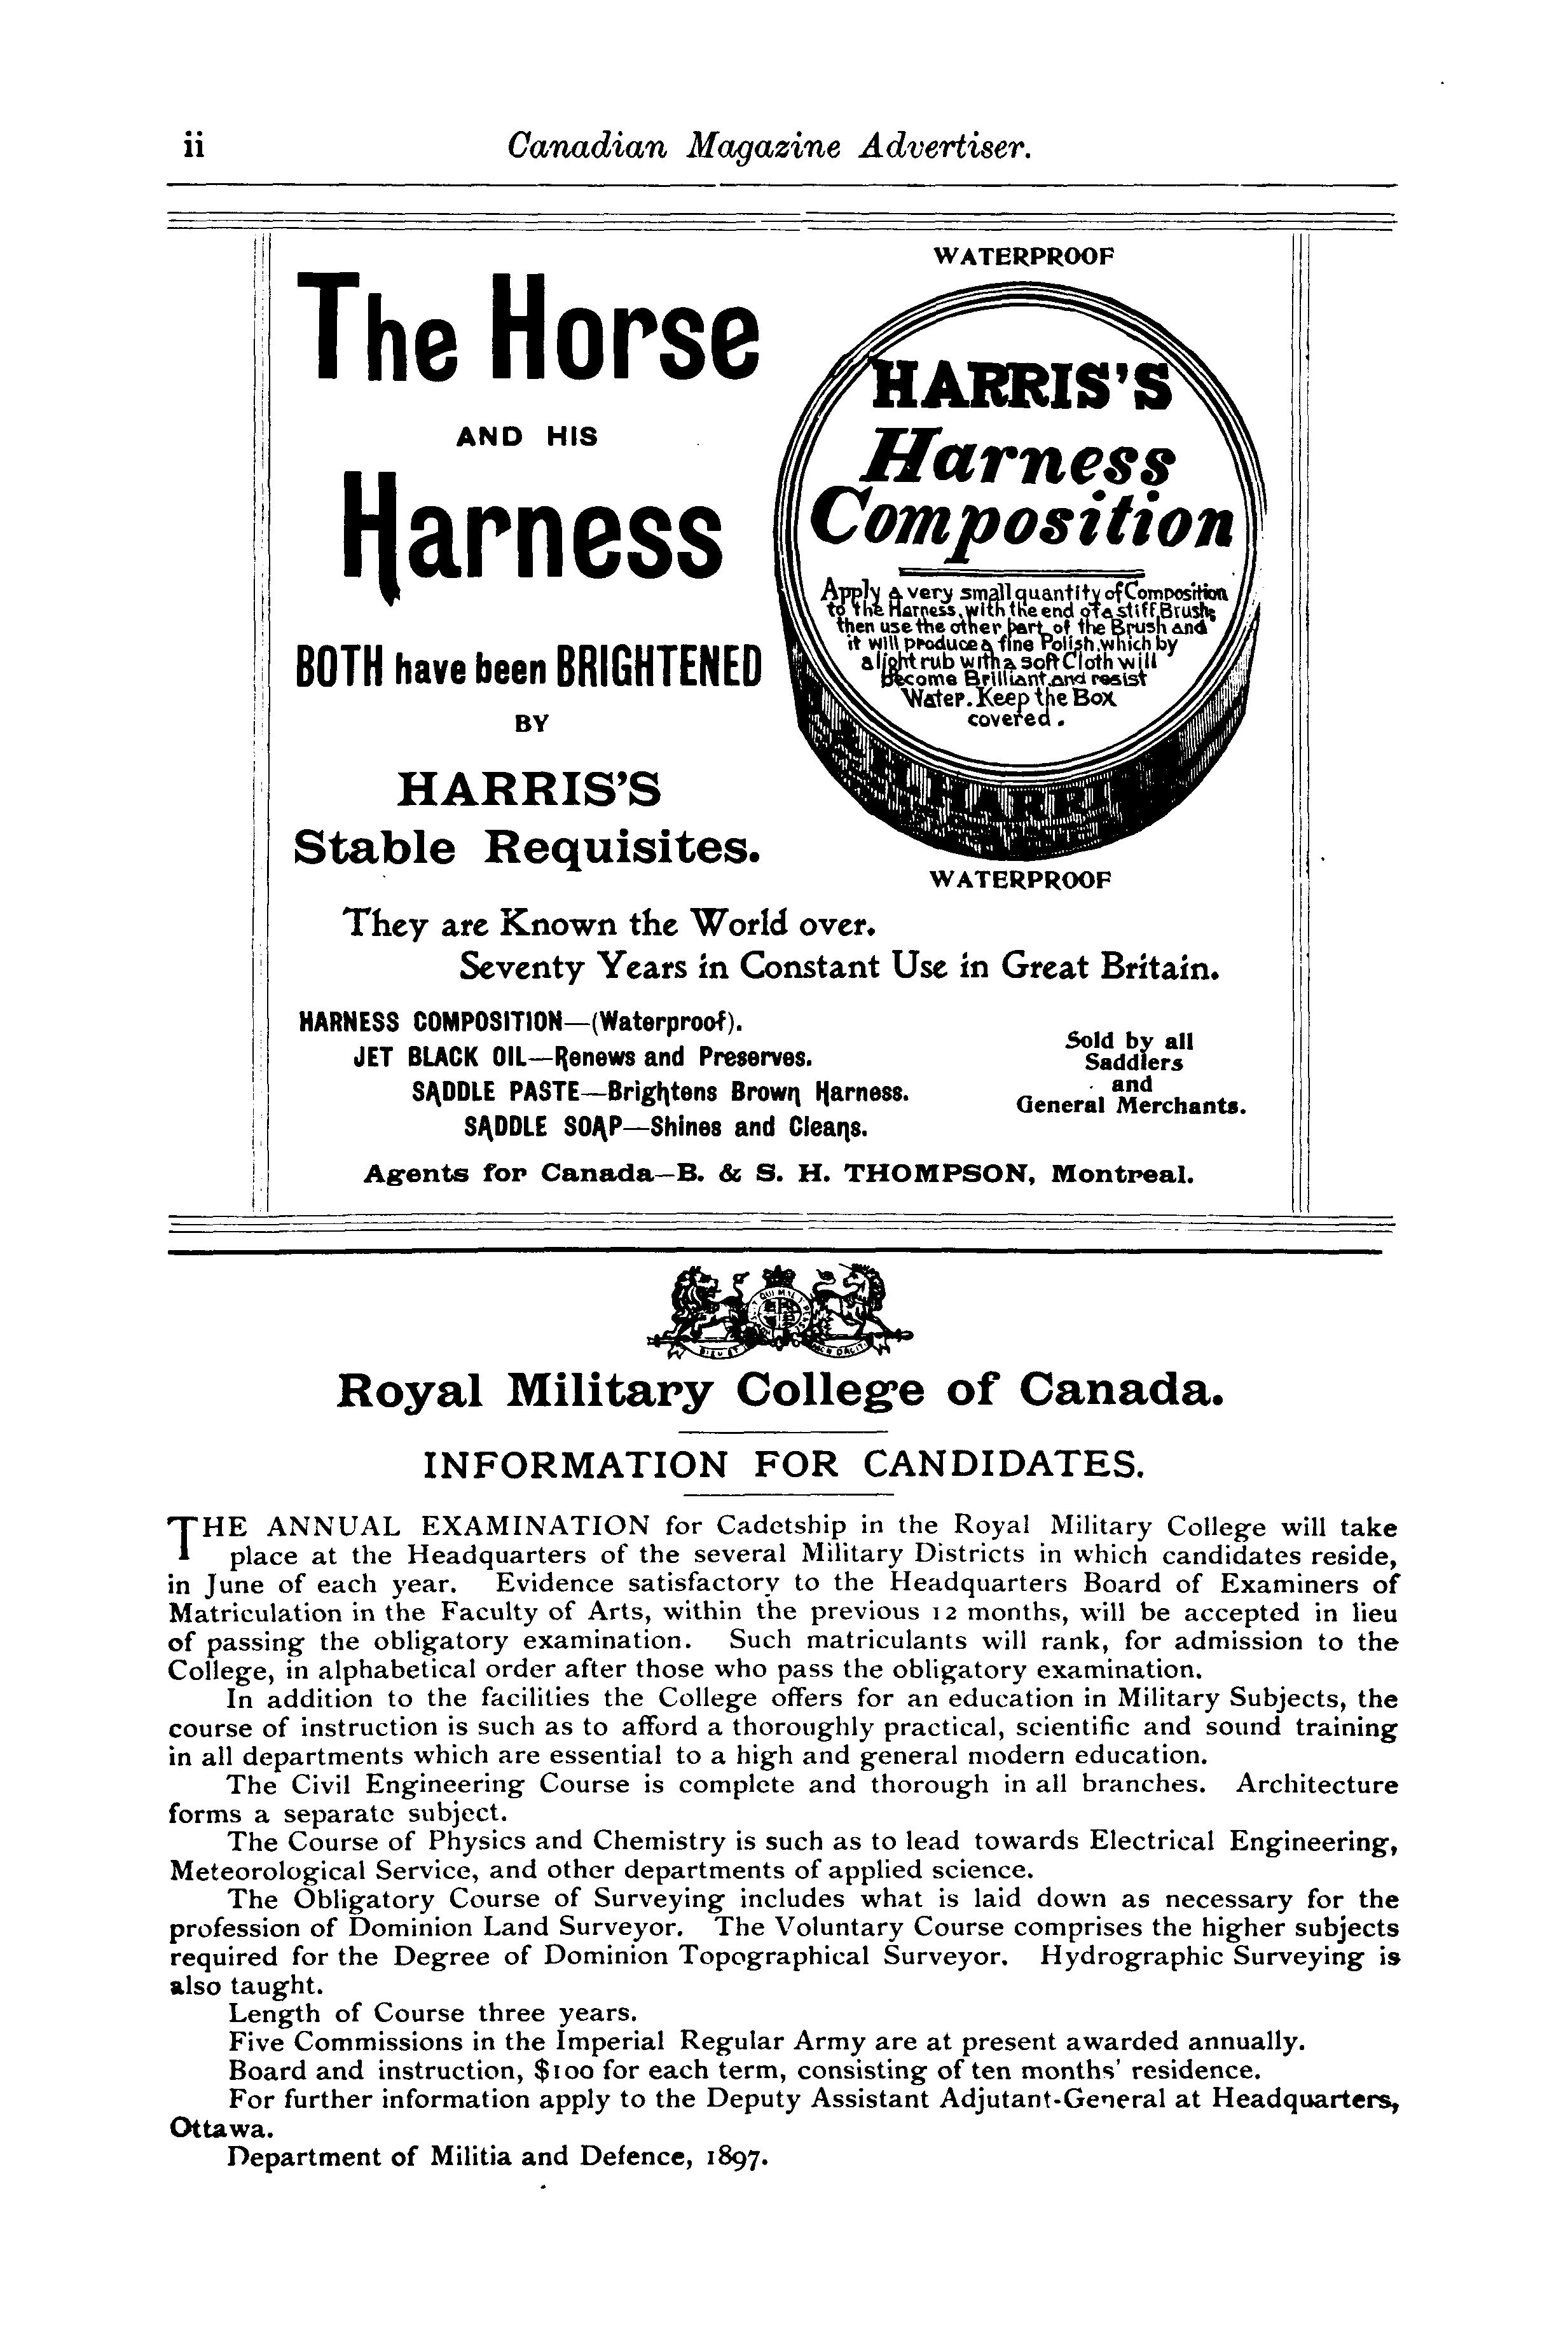 ii
Canadian Magazine Advertiser.
The Horse
AND HIS
Harness
BOTH have been BRIGHTENED
BY
HARRIS'S
Stable Requisites.
WATERPROOF
HARRIS'S
Harness
Composition
Apply a very small quantity of Composition
to the Harness, with the end of a stiff Brush,
then use the other part of the Brush and
it will produce a fine Polish, which by
a light rub with a soft Cloth will
become Brilliant and resist
Water. Keep the Box
covered.
HARRI
WATERPROOF
They are Known the World over.
Seventy Years in Constant Use in Great Britain.
HARNESS COMPOSITION—(Waterproof).
JET BLACK OIL—Renews and Preserves.
SADDLE PASTE—Brightens Brown Harness.
SADDLE SOAP—Shines and Cleans.
Sold by all
Saddlers
and
General Merchants.
Agents for Canada—B. & S. H. THOMPSON, Montreal.
Royal Military College of Canada.
INFORMATION FOR CANDIDATES.
THE ANNUAL EXAMINATION for Cadetship in the Royal Military College will take
place at the Headquarters of the several Military Districts in which candidates reside,
in June of each year. Evidence satisfactory to the Headquarters Board of Examiners of
Matriculation in the Faculty of Arts, within the previous 12 months, will be accepted in lieu
of passing the obligatory examination. Such matriculants will rank, for admission to the
College, in alphabetical order after those who pass the obligatory examination.
In addition to the facilities the College offers for an education in Military Subjects, the
course of instruction is such as to afford a thoroughly practical, scientific and sound training
in all departments which are essential to a high and general modern education.
The Civil Engineering Course is complete and thorough in all branches. Architecture
forms a separate subject.
The Course of Physics and Chemistry is such as to lead towards Electrical Engineering,
Meteorological Service, and other departments of applied science.
The Obligatory Course of Surveying includes what is laid down as necessary for the
profession of Dominion Land Surveyor. The Voluntary Course comprises the higher subjects
required for the Degree of Dominion Topographical Surveyor. Hydrographic Surveying is
also taught.
Length of Course three years.
Five Commissions in the Imperial Regular Army are at present awarded annually.
Board and instruction, $100 for each term, consisting of ten months' residence.
For further information apply to the Deputy Assistant Adjutant-General at Headquarters,
Ottawa.
Department of Militia and Defence, 1897.